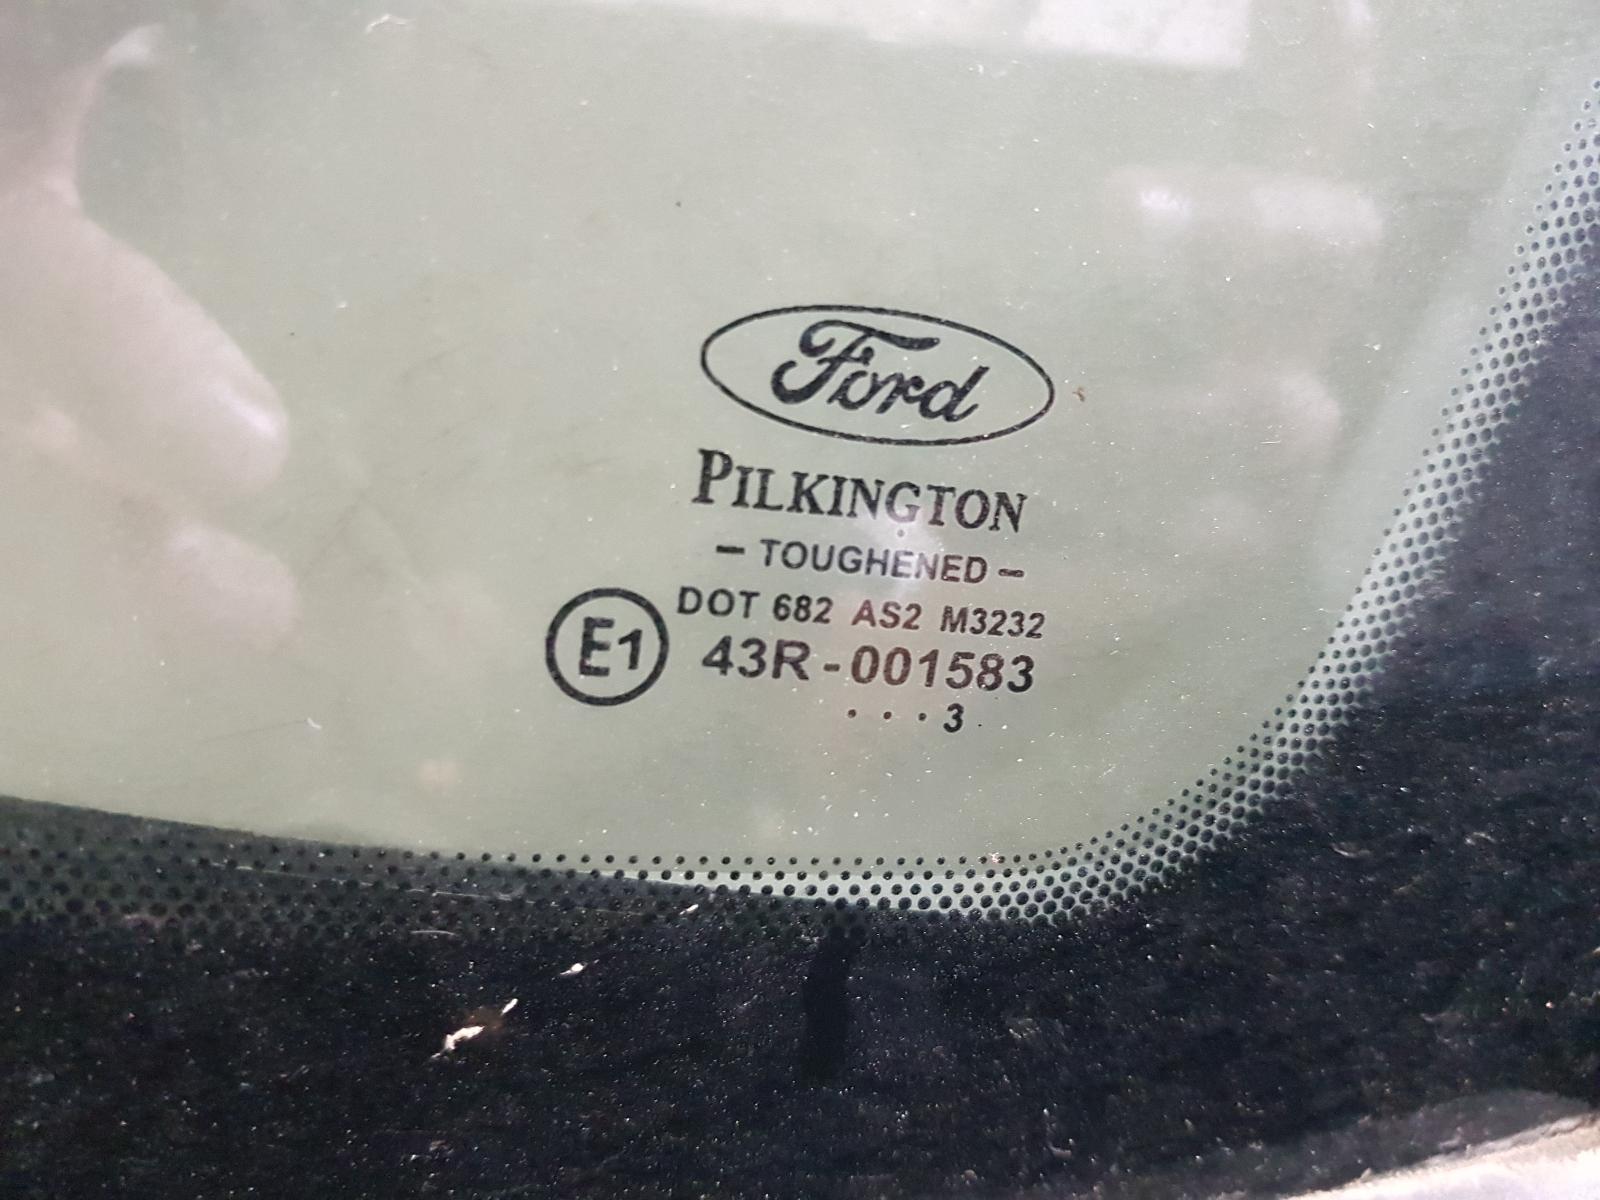 Ford
PILKINGTON
- TOUGHENED -
DOT 682 AS2 M3232
E1 43R-001583
. . . 3 .